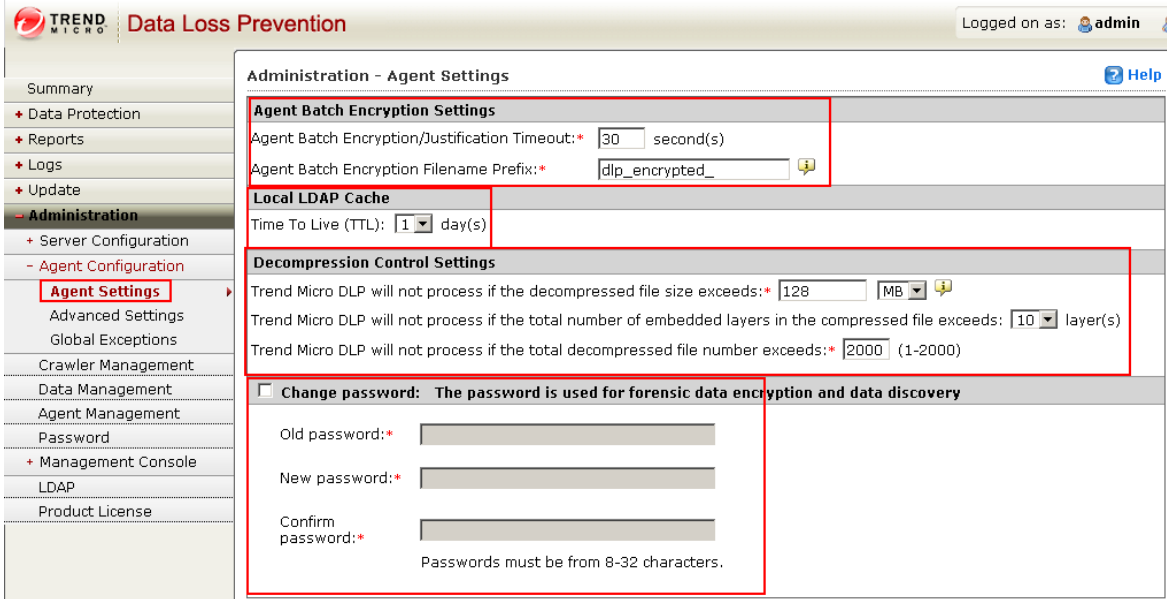 TREND MICRO Data Loss Prevention
Logged on as: admin
Summary
+ Data Protection
+ Reports
+ Logs
+ Update
- Administration
+ Server Configuration
- Agent Configuration
Agent Settings
Advanced Settings
Global Exceptions
Crawler Management
Data Management
Agent Management
Password
+ Management Console
LDAP
Product License
Administration - Agent Settings
? Help
Agent Batch Encryption Settings
Agent Batch Encryption/Justification Timeout:* 30 second(s)
Agent Batch Encryption Filename Prefix:* dlp_encrypted_
Local LDAP Cache
Time To Live (TTL): 1 day(s)
Decompression Control Settings
Trend Micro DLP will not process if the decompressed file size exceeds:* 128 MB
Trend Micro DLP will not process if the total number of embedded layers in the compressed file exceeds: 10 layer(s)
Trend Micro DLP will not process if the total decompressed file number exceeds:* 2000 (1-2000)
Change password: The password is used for forensic data encryption and data discovery
Old password:*
New password:*
Confirm
password:*
Passwords must be from 8-32 characters.